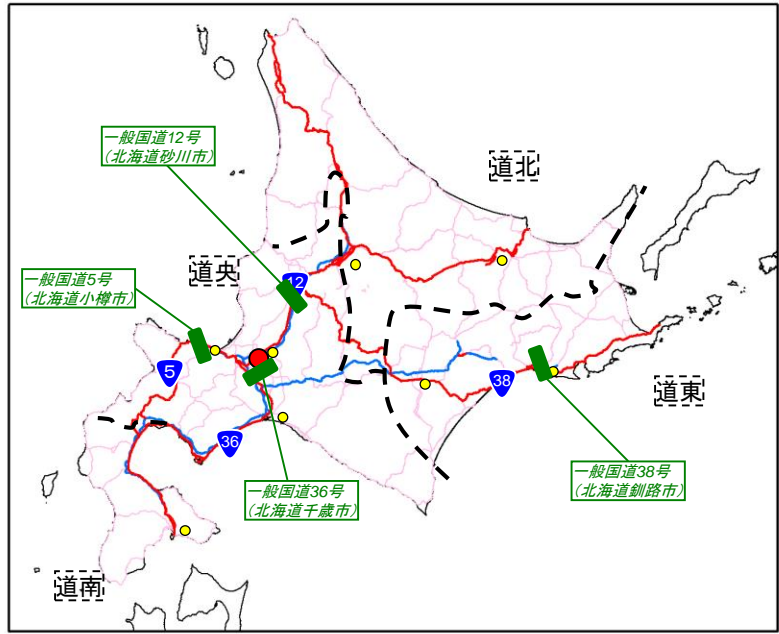 一般国道12号
（北海道砂川市）
道北
道央
一般国道5号
（北海道小樽市）
12
5
38
道東
36
一般国道38号
（北海道釧路市）
一般国道36号
（北海道千歳市）
道南